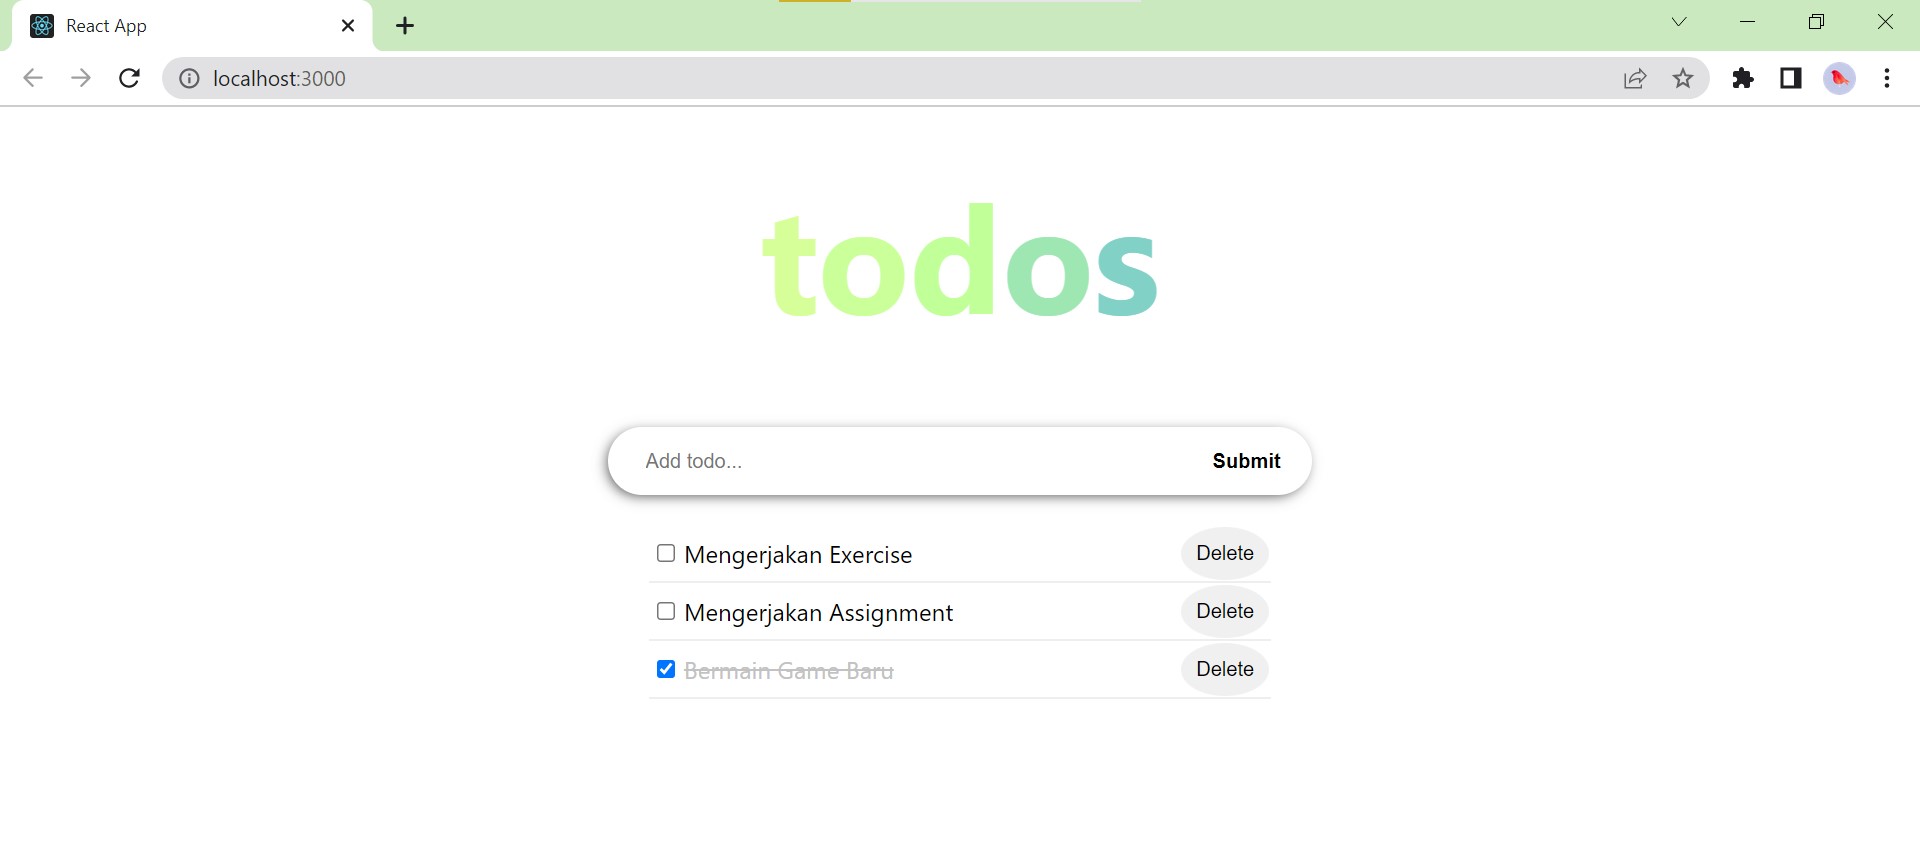 React App
localhost:3000
todos
Add todo... Submit
Mengerjakan Exercise Delete
Mengerjakan Assignment Delete
Bermain Game Baru Delete